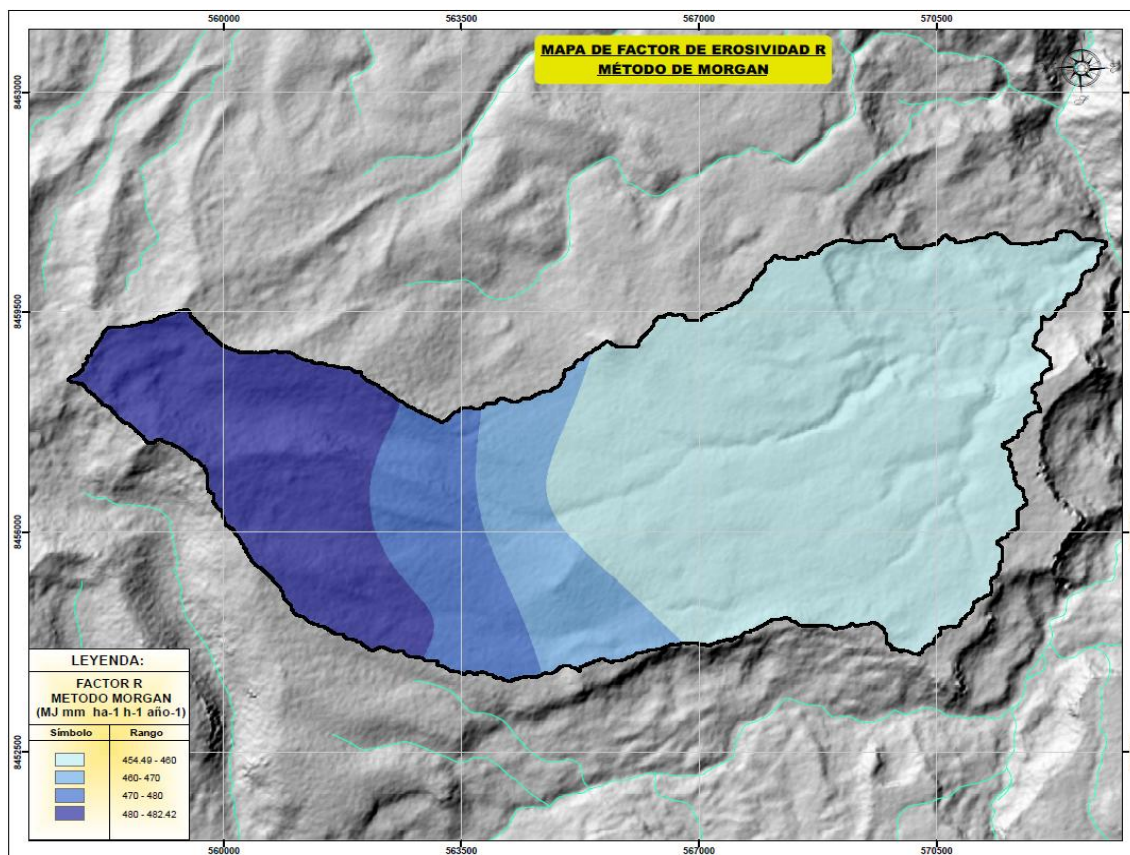 560000
563500
567000
570500
MAPA DE FACTOR DE EROSIVIDAD R
MÉTODO DE MORGAN
8463000
8459500
8456000
8452500
LEYENDA:
FACTOR R
METODO MORGAN
(MJ mm ha-1 h-1 año-1)
Símbolo
Rango
454.49 - 460
460- 470
470 - 480
480 - 482.42
560000
563500
567000
570500